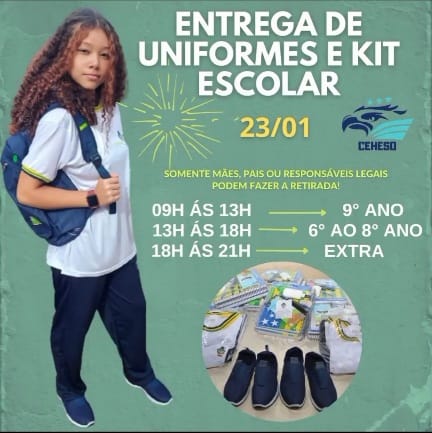 ENTREGA DE
UNIFORMES E KIT
ESCOLAR
23/01
CEHESO
SOMENTE MÃES, PAIS OU RESPONSÁVEIS LEGAIS
PODEM FAZER A RETIRADA!
09H ÁS 13H 9° ANO
13H ÁS 18H 6° AO 8° ANO
18H ÁS 21H EXTRA